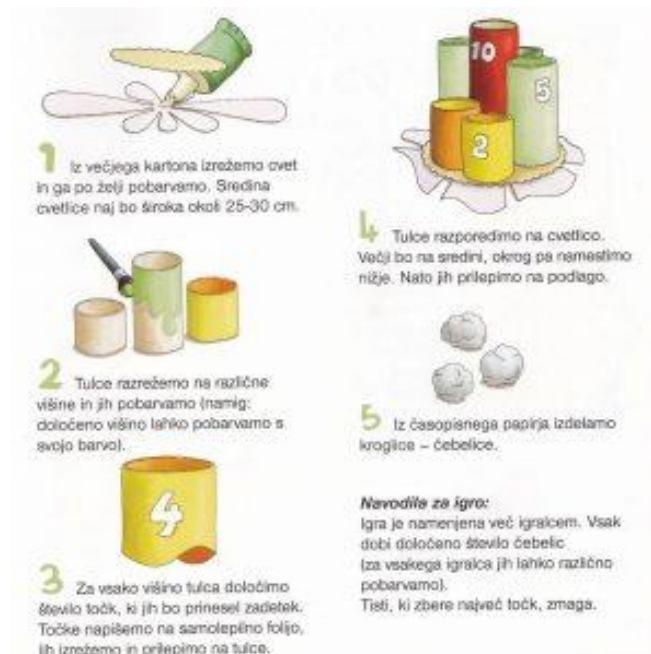 1 Iz večjega kartona izrežemo cvet
in ga po želji pobarvamo. Sredina
cvetlice naj bo široka okoli 25-30 cm.
2 Tulce razrežemo na različne
višine in jih pobarvamo (namig:
določeno višino lahko pobarvamo s
svojo barvo).
4
3 Za vsako višino tulca določimo
število točk, ki jih bo prinesel zadetek.
Točke napišemo na samolepilno folijo,
jih izrežemo in prilepimo na tulce.
10
5
2
4 Tulce razporedimo na cvetlico.
Večji bo na sredini, okrog pa namestimo
nižje. Nato jih prilepimo na podlago.
5 Iz časopisnega papirja izdelamo
kroglice – čebelice.
Navodila za igro:
Igra je namenjena več igralcem. Vsak
dobi določeno število čebelic
(za vsakega igralca jih lahko različno
pobarvamo).
Tisti, ki zbere največ točk, zmaga.